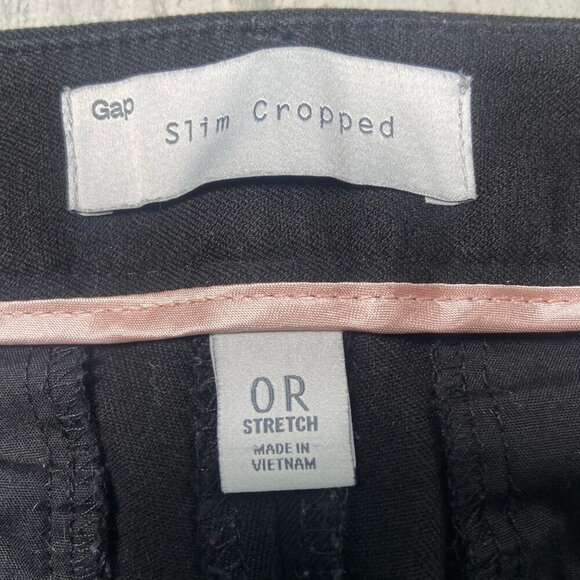 Gap
Slim Cropped
0R
STRETCH
MADE IN
VIETNAM